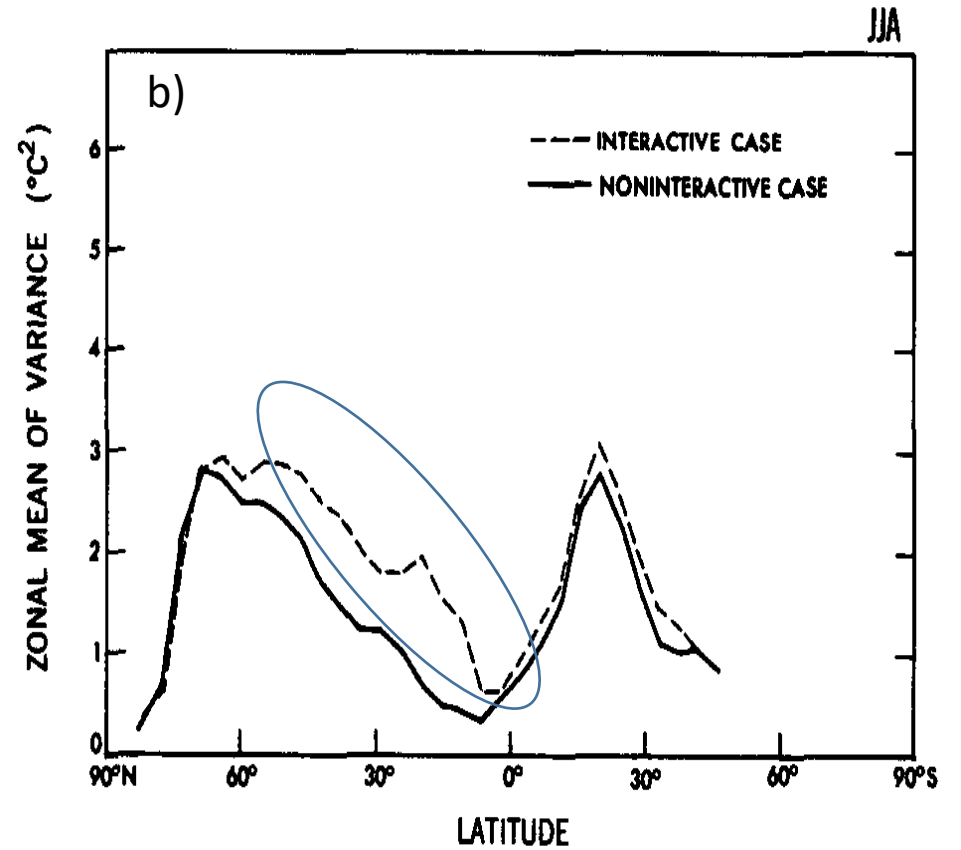 JJA
b)
ZONAL MEAN OF VARIANCE (°C²)
6
5
4
3
2
1
0
--- INTERACTIVE CASE
— NONINTERACTIVE CASE
90°N 60° 30° 0° 30° 60° 90°S
LATITUDE